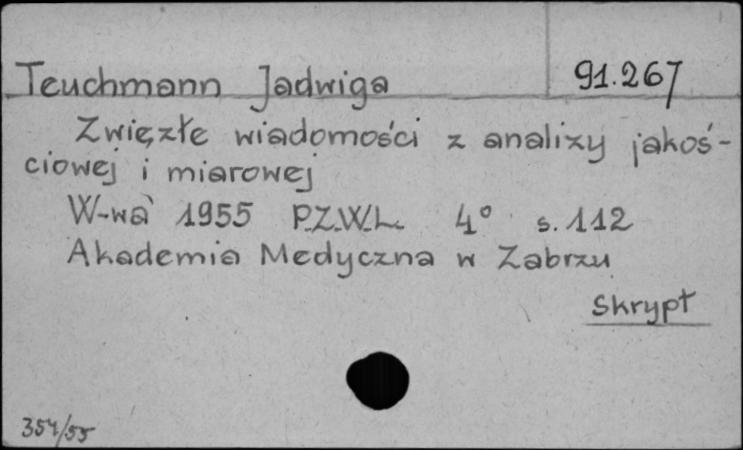 Teuchmann Jadwiga 91.267
Zwięzłe wiadomości z analizy jakoś-
ciowej i miarowej
W-wa 1955 P.Z.W.L. 4° s. 112
Akademia Medyczna w Zabrzu
Skrypt
354/55